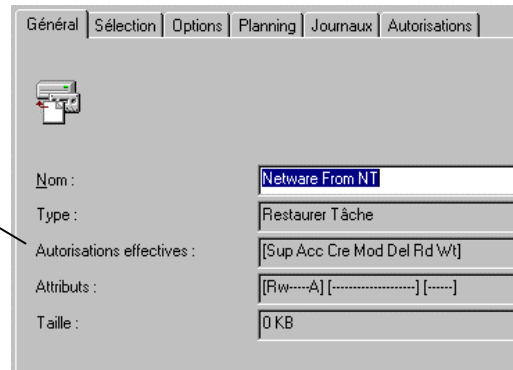 Général Sélection Options Planning Journaux Autorisations
Nom : Netware From NT
Type : Restaurer Tâche
Autorisations effectives : [Sup Acc Cre Mod Del Rd Wt]
Attributs : [Rw----A] [-------------------] [------]
Taille : 0 KB